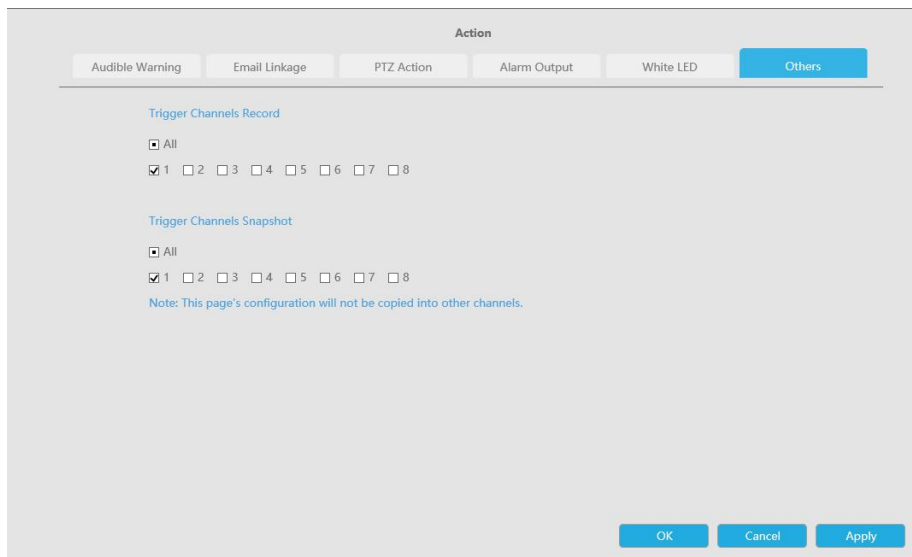 Action
Audible Warning Email Linkage PTZ Action Alarm Output White LED Others
Trigger Channels Record
All
1 2 3 4 5 6 7 8
Trigger Channels Snapshot
All
1 2 3 4 5 6 7 8
Note: This page's configuration will not be copied into other channels.
OK Cancel Apply